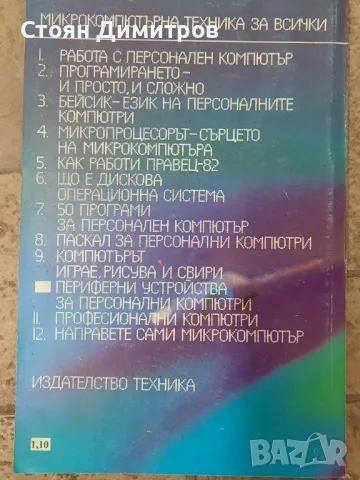 Стоян Димитров
МИКРОКОМПЮТЪРНА ТЕХНИКА ЗА ВСИЧКИ
1. РАБОТА С ПЕРСОНАЛЕН КОМПЮТЪР
2. ПРОГРАМИРАНЕТО-
И ПРОСТО, И СЛОЖНО
3. БЕЙСИК-ЕЗИК НА ПЕРСОНАЛНИТЕ
КОМПЮТРИ
4. МИКРОПРОЦЕСОРЪТ-СЪРЦЕТО
НА МИКРОКОМПЮТЪРА
5. КАК РАБОТИ ПРАВЕЦ-82
6. ЩО Е ДИСКОВА
ОПЕРАЦИОННА СИСТЕМА
7. 50 ПРОГРАМИ
ЗА ПЕРСОНАЛЕН КОМПЮТЪР
8. ПАСКАЛ ЗА ПЕРСОНАЛНИ КОМПЮТРИ
9. КОМПЮТЪРЪТ
ИГРАЕ, РИСУВА И СВИРИ
ПЕРИФЕРНИ УСТРОЙСТВА
ЗА ПЕРСОНАЛНИ КОМПЮТРИ
11. ПРОФЕСИОНАЛНИ КОМПЮТРИ
12. НАПРАВЕТЕ САМИ МИКРОКОМПЮТЪР
ИЗДАТЕЛСТВО ТЕХНИКА
1,10
BAZAR